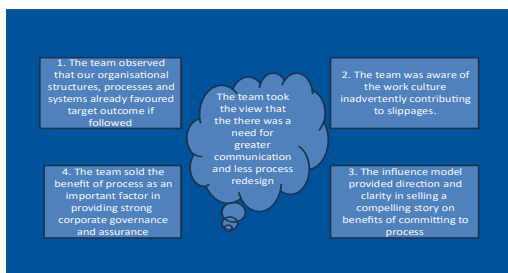 1. The team observed
that our organisational
structures, processes and
systems already favoured
target outcome if
followed
2. The team was aware of
the work culture
inadvertently contributing
to slippages.
The team took
the view that
the there was a
need for
greater
communication
and less process
redesign
4. The team sold the
benefit of process as an
important factor in
providing strong
corporate governance
and assurance
3. The influence model
provided direction and
clarity in selling a
compelling story on
benefits of committing to
process